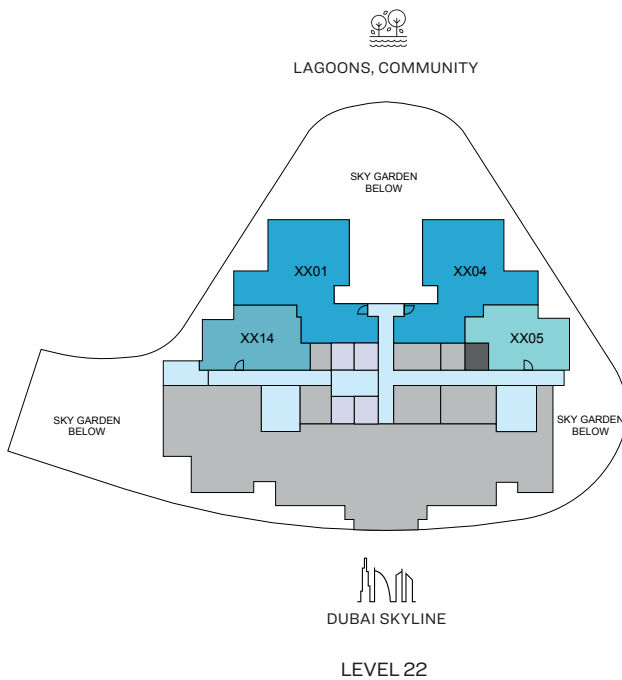 LAGOONS, COMMUNITY
SKY GARDEN
BELOW
XX01
XX04
XX14
XX05
SKY GARDEN
BELOW
SKY GARDEN
BELOW
DUBAI SKYLINE
LEVEL 22